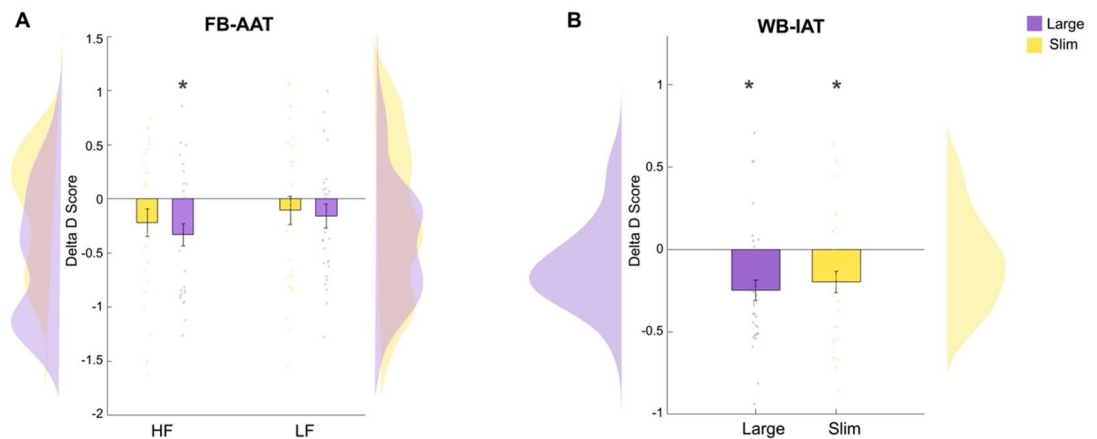 A
FB-AAT
1.5
1
0.5
0
-0.5
-1
-1.5
-2
Delta D Score
*
HF
LF
B
WB-IAT
1
0.5
0
-0.5
-1
Delta D Score
*
*
Large
Slim
Large
Slim